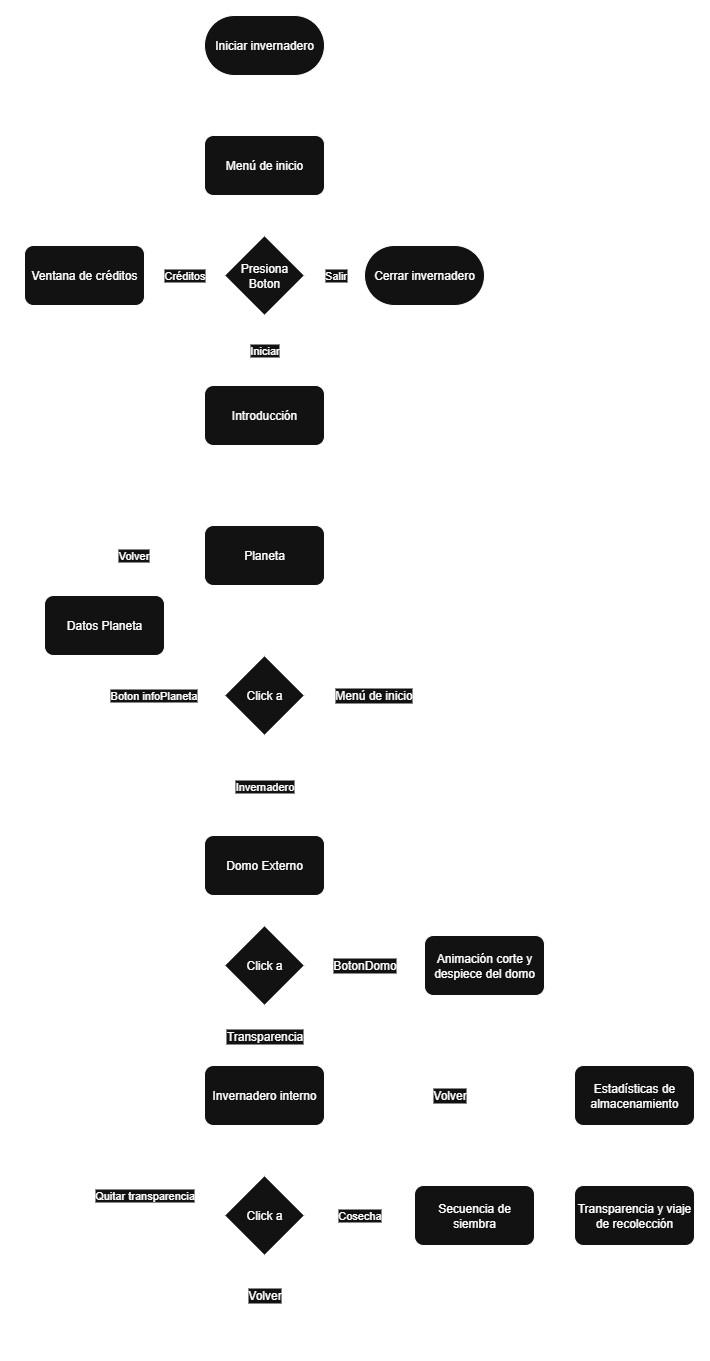 Iniciar invernadero
Menú de inicio
Ventana de créditos
Créditos
Presiona
Boton
Salir
Cerrar invernadero
Iniciar
Introducción
Volver
Planeta
Datos Planeta
Boton infoPlaneta
Click a
Menú de inicio
Invernadero
Domo Externo
Click a
BotonDomo
Animación corte y
despiece del domo
Transparencia
Invernadero interno
Volver
Estadísticas de
almacenamiento
Quitar transparencia
Click a
Cosecha
Secuencia de
siembra
Transparencia y viaje
de recolección
Volver